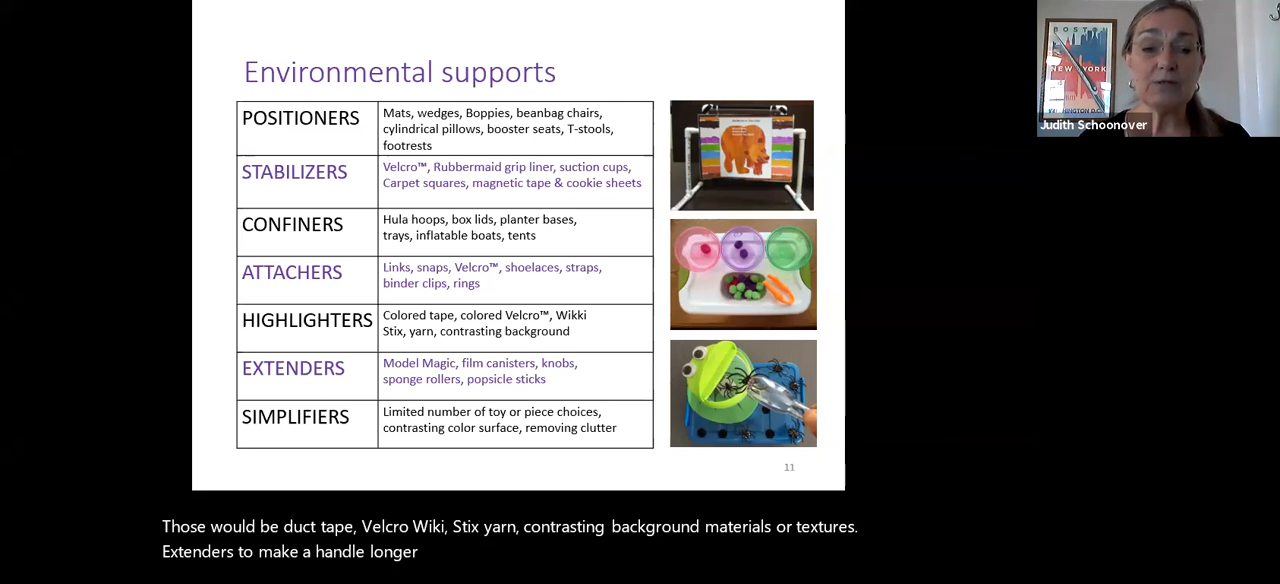 Environmental supports
POSITIONERS
Mats, wedges, Boppies, beanbag chairs,
cylindrical pillows, booster seats, T-stools,
footrests
STABILIZERS
Velcro™, Rubbermaid grip liner, suction cups,
Carpet squares, magnetic tape & cookie sheets
CONFINERS
Hula hoops, box lids, planter bases,
trays, inflatable boats, tents
ATTACHERS
Links, snaps, Velcro™, shoelaces, straps,
binder clips, rings
HIGHLIGHTERS
Colored tape, colored Velcro™, Wikki
Stix, yarn, contrasting background
EXTENDERS
Model Magic, film canisters, knobs,
sponge rollers, popsicle sticks
SIMPLIFIERS
Limited number of toy or piece choices,
contrasting color surface, removing clutter
11
BOSTON
NEW YORK
WASHINGTON D.C.
Judith Schoonover
Those would be duct tape, Velcro Wiki, Stix yarn, contrasting background materials or textures.
Extenders to make a handle longer